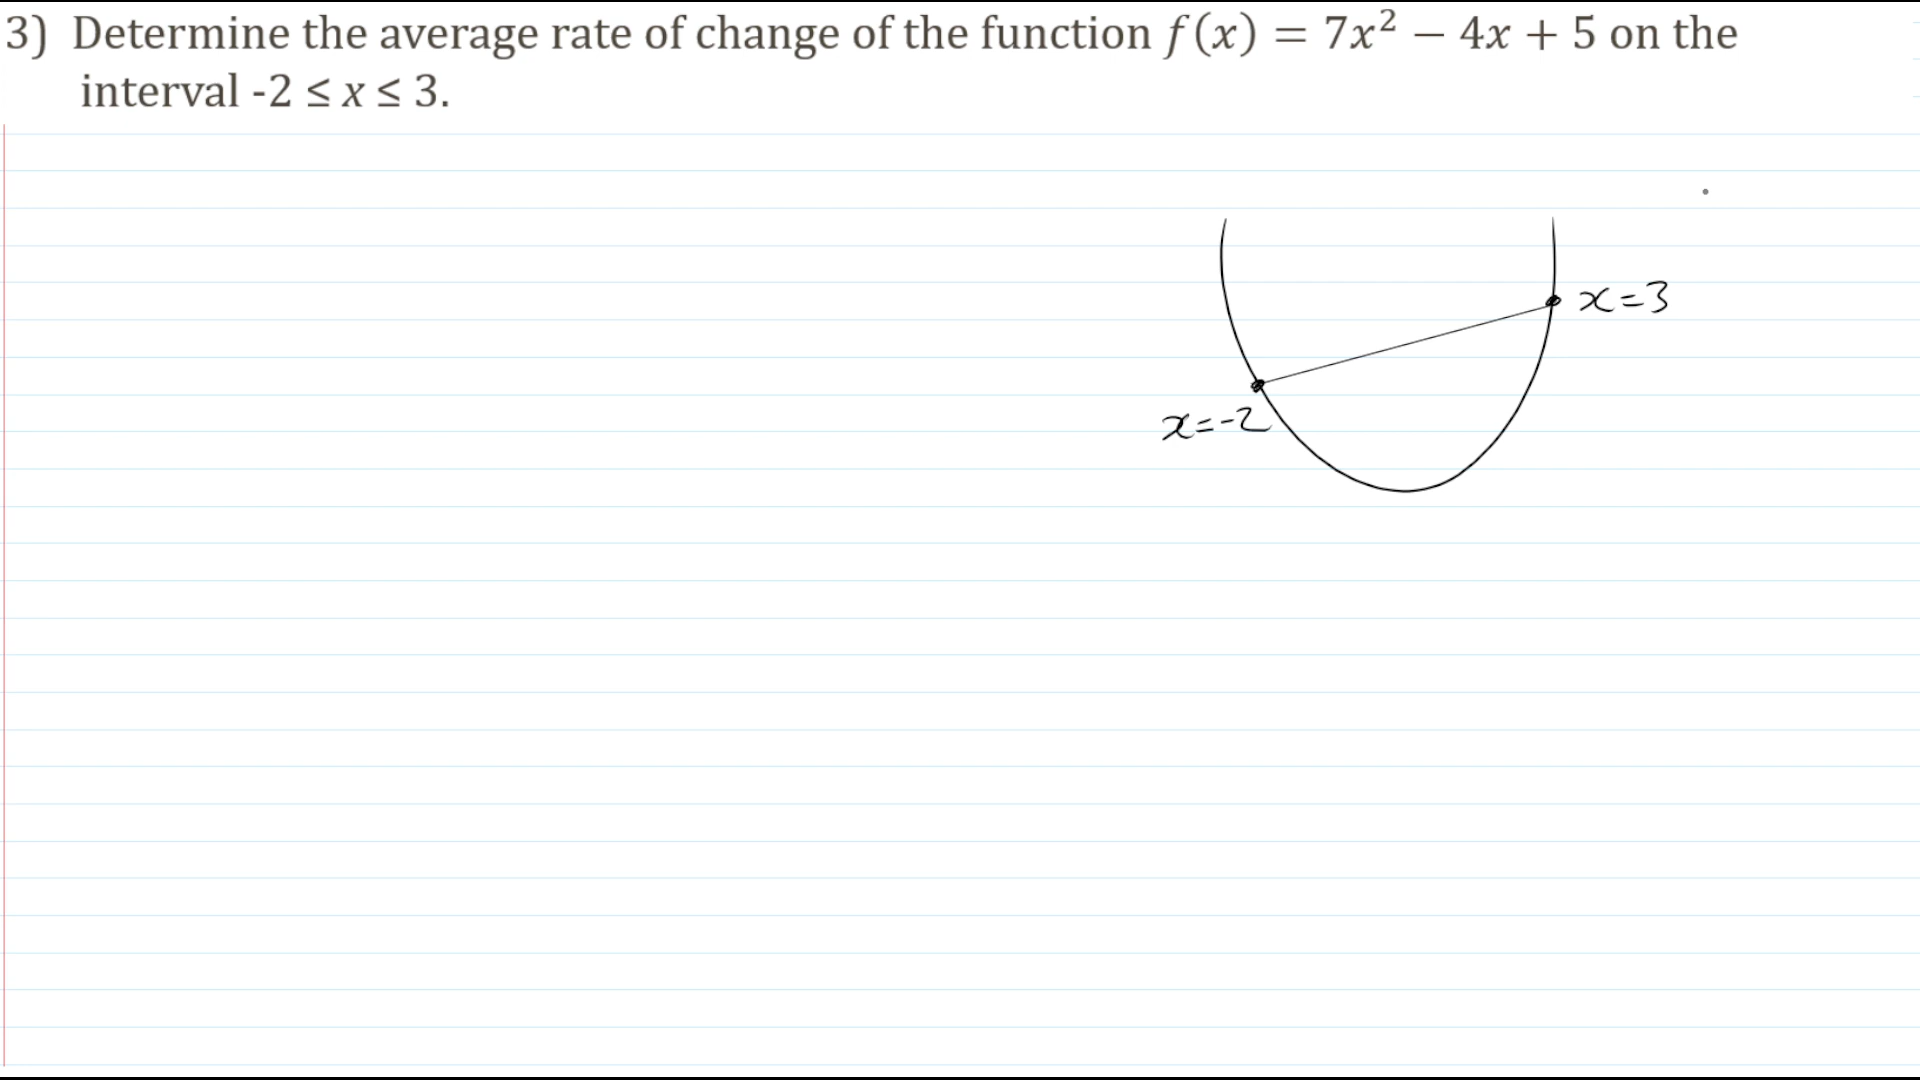 3) Determine the average rate of change of the function f(x) = 7x² − 4x + 5 on the
interval -2 ≤ x ≤ 3.
x=3
x=-2